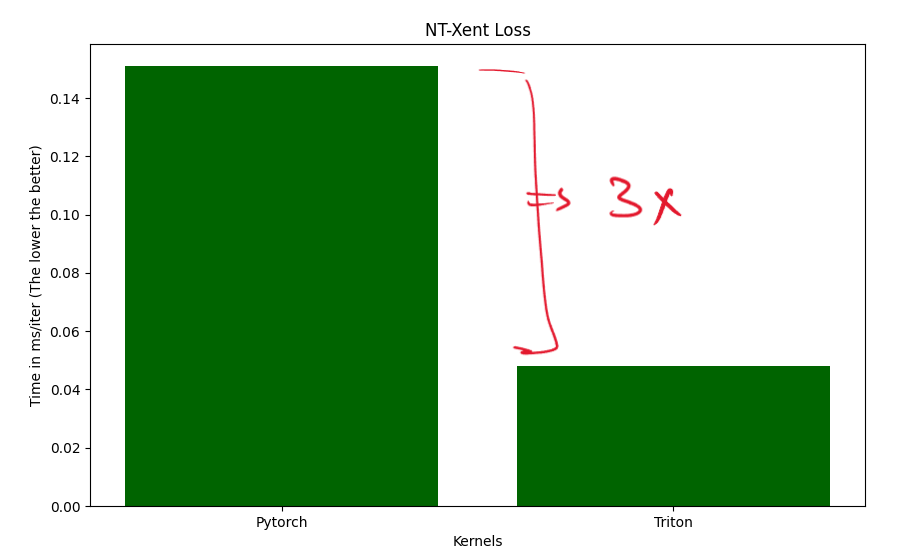 NT-Xent Loss
Time in ms/iter (The lower the better)
0.14
0.12
0.10
0.08
0.06
0.04
0.02
0.00
=> 3x
Pytorch
Triton
Kernels